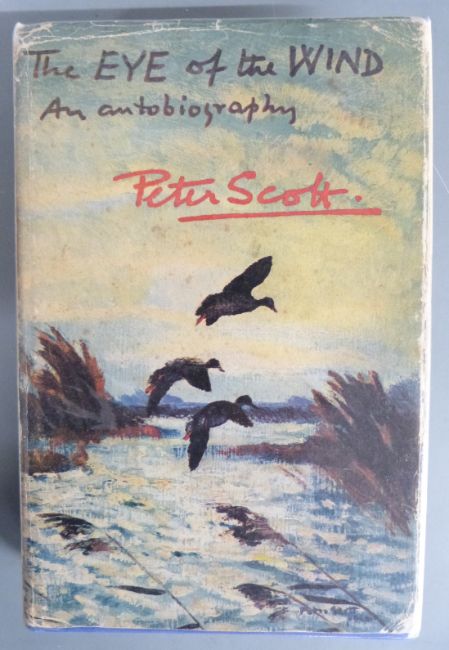 The EYE of the WIND
An autobiography
Peter Scott.